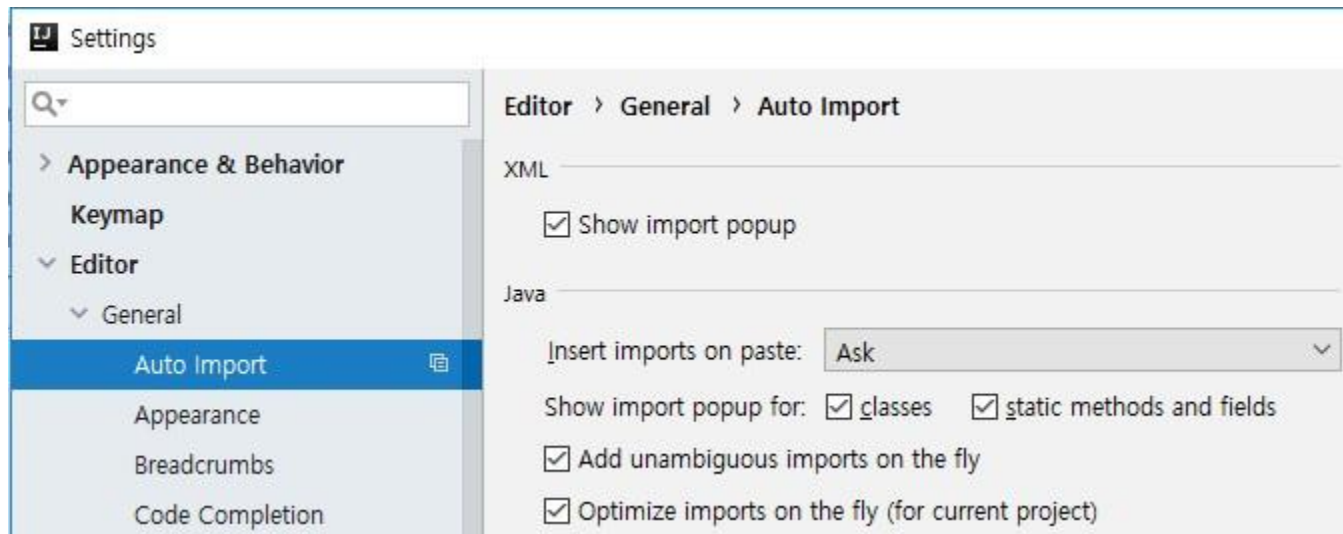 IJ Settings
Appearance & Behavior
Keymap
Editor
General
Auto Import
Appearance
Breadcrumbs
Code Completion
Editor > General > Auto Import
XML
Show import popup
Java
Insert imports on paste: Ask
Show import popup for: classes static methods and fields
Add unambiguous imports on the fly
Optimize imports on the fly (for current project)